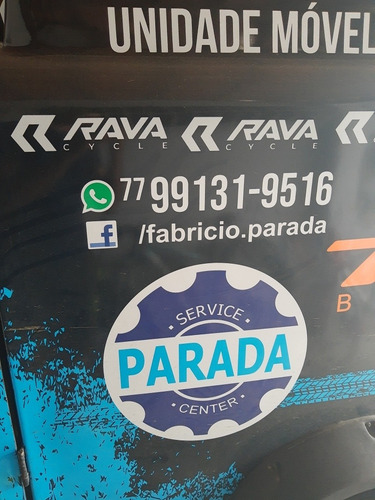 UNIDADE MÓVEL
RAVA CYCLE RAVA CYCLE
77 99131-9516
/fabricio.parada
B
SERVICE
PARADA
CENTER